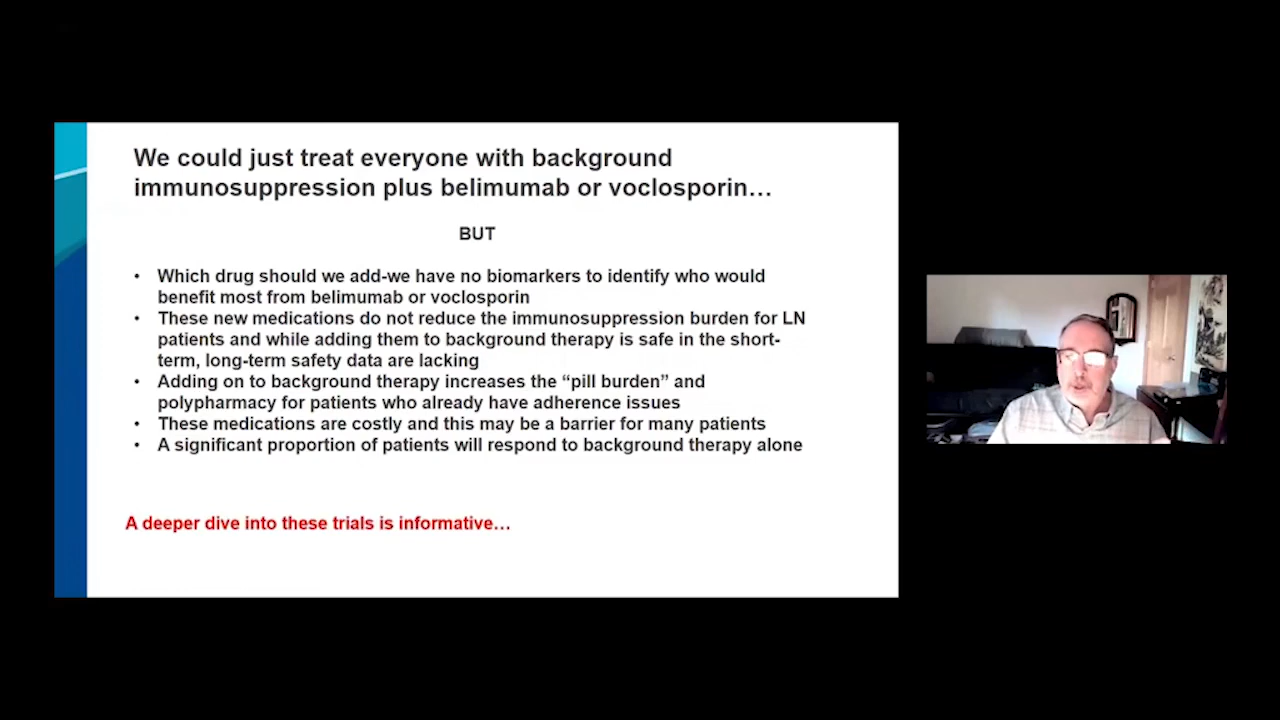 We could just treat everyone with background
immunosuppression plus belimumab or voclosporin…
BUT
• Which drug should we add-we have no biomarkers to identify who would
benefit most from belimumab or voclosporin
• These new medications do not reduce the immunosuppression burden for LN
patients and while adding them to background therapy is safe in the short-
term, long-term safety data are lacking
• Adding on to background therapy increases the “pill burden” and
polypharmacy for patients who already have adherence issues
• These medications are costly and this may be a barrier for many patients
• A significant proportion of patients will respond to background therapy alone
A deeper dive into these trials is informative…